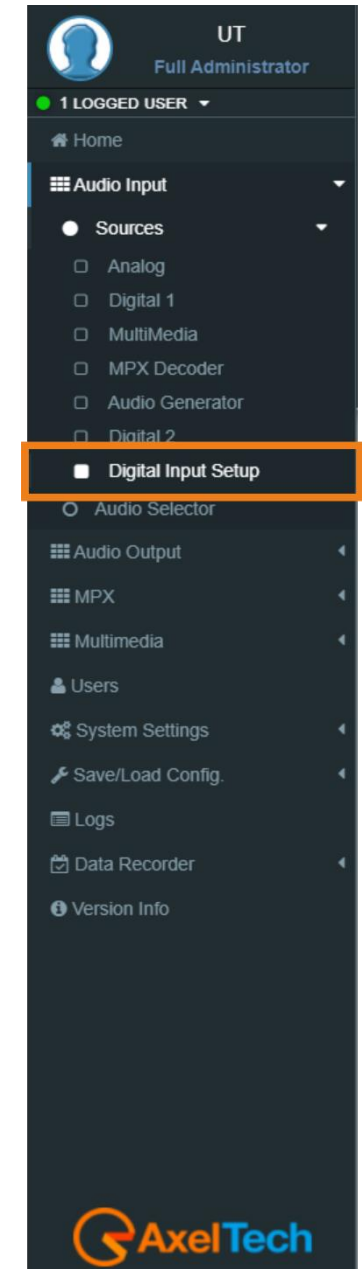 UT
Full Administrator
1 LOGGED USER
Home
Audio Input
Sources
Analog
Digital 1
MultiMedia
MPX Decoder
Audio Generator
Digital 2
Digital Input Setup
Audio Selector
Audio Output
MPX
Multimedia
Users
System Settings
Save/Load Config.
Logs
Data Recorder
Version Info
AxelTech